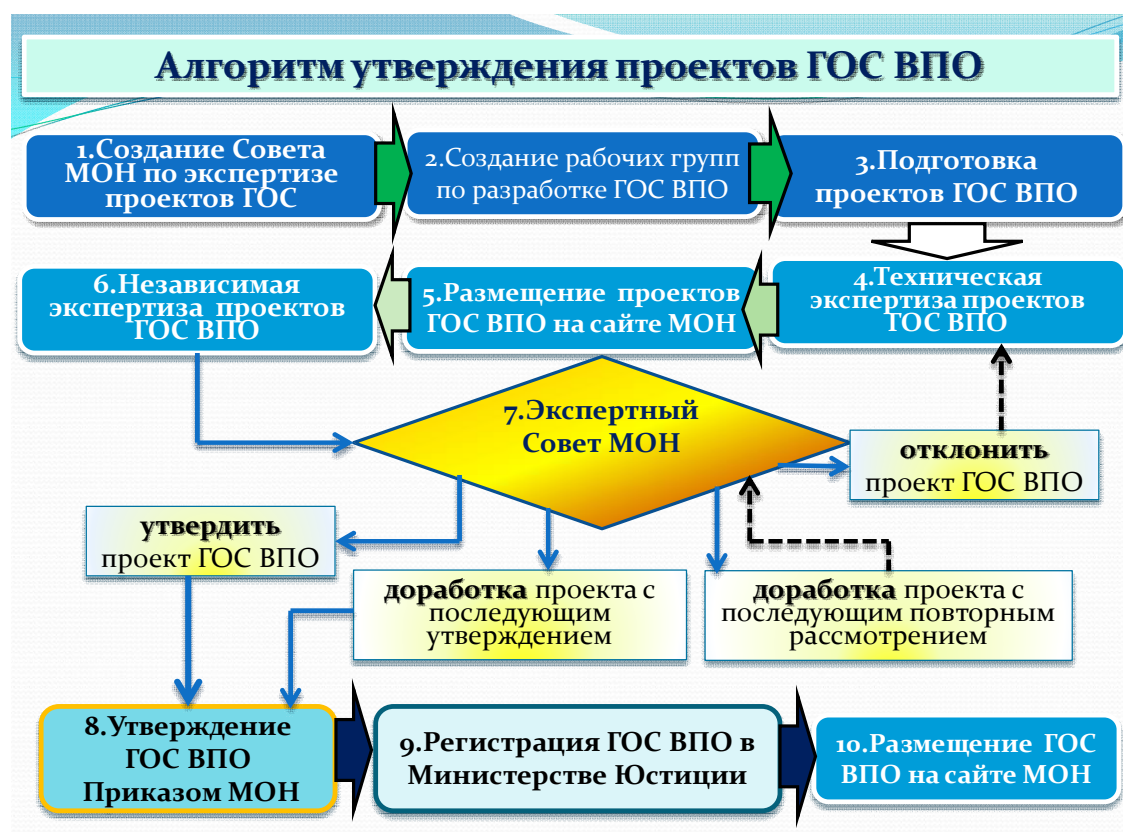 Алгоритм утверждения проектов ГОС ВПО
1.Создание Совета
МОН по экспертизе
проектов ГОС
2.Создание рабочих групп
по разработке ГОС ВПО
3.Подготовка
проектов ГОС ВПО
6.Независимая
экспертиза проектов
ГОС ВПО
5.Размещение проектов
ГОС ВПО на сайте МОН
4.Техническая
экспертиза проектов
ГОС ВПО
7.Экспертный
Совет МОН
отклонить
проект ГОС ВПО
утвердить
проект ГОС ВПО
доработка проекта с
последующим
утверждением
доработка проекта с
последующим повторным
рассмотрением
8.Утверждение
ГОС ВПО
Приказом МОН
9.Регистрация ГОС ВПО в
Министерстве Юстиции
10.Размещение ГОС
ВПО на сайте МОН